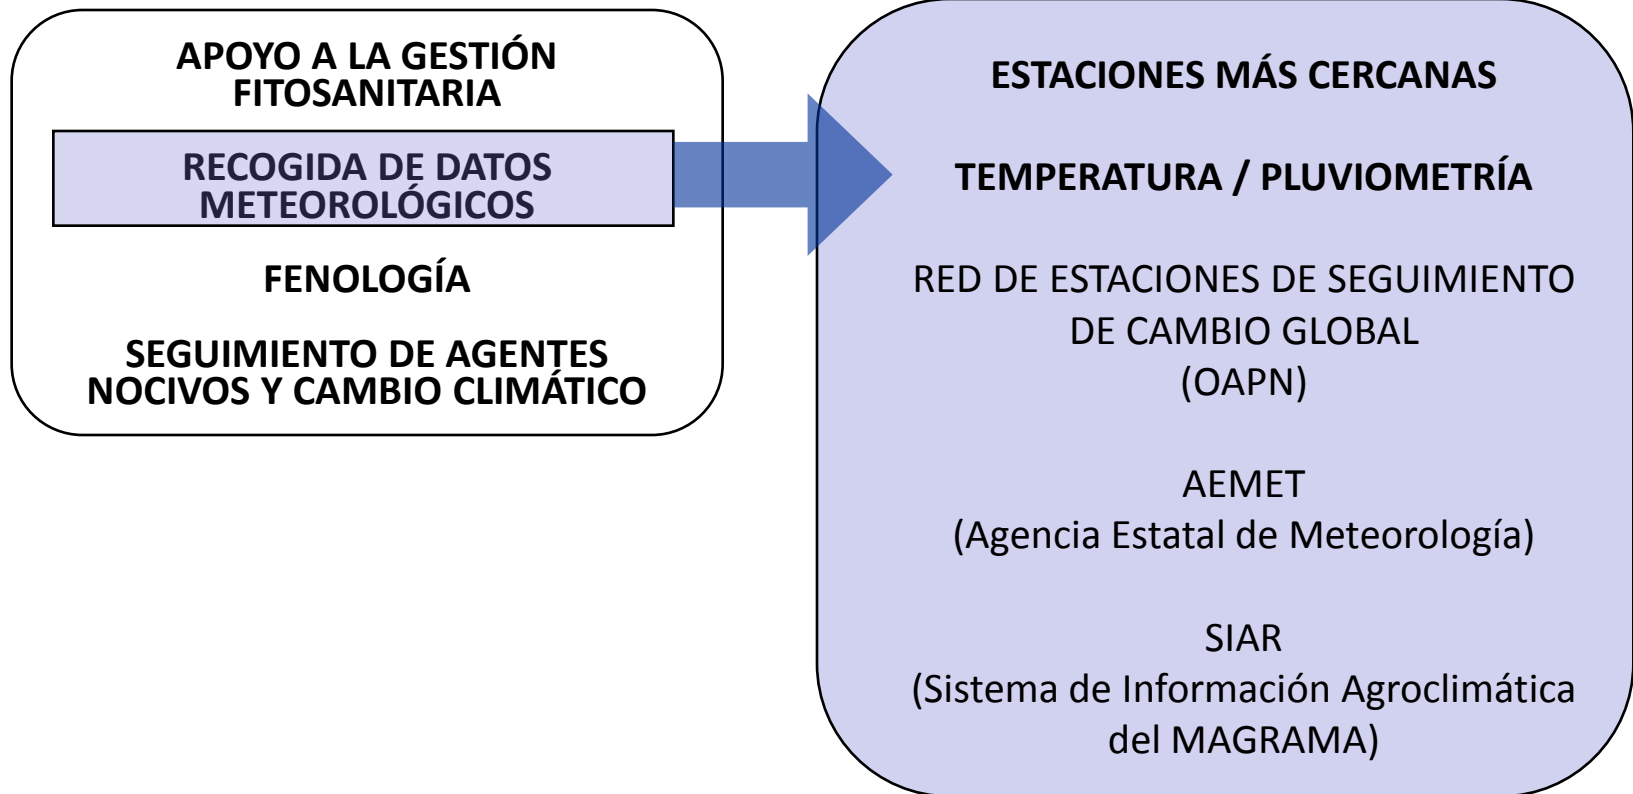 APOYO A LA GESTIÓN
FITOSANITARIA
RECOGIDA DE DATOS
METEOROLÓGICOS
FENOLOGÍA
SEGUIMIENTO DE AGENTES
NOCIVOS Y CAMBIO CLIMÁTICO
ESTACIONES MÁS CERCANAS
TEMPERATURA / PLUVIOMETRÍA
RED DE ESTACIONES DE SEGUIMIENTO
DE CAMBIO GLOBAL
(OAPN)
AEMET
(Agencia Estatal de Meteorología)
SIAR
(Sistema de Información Agroclimática
del MAGRAMA)